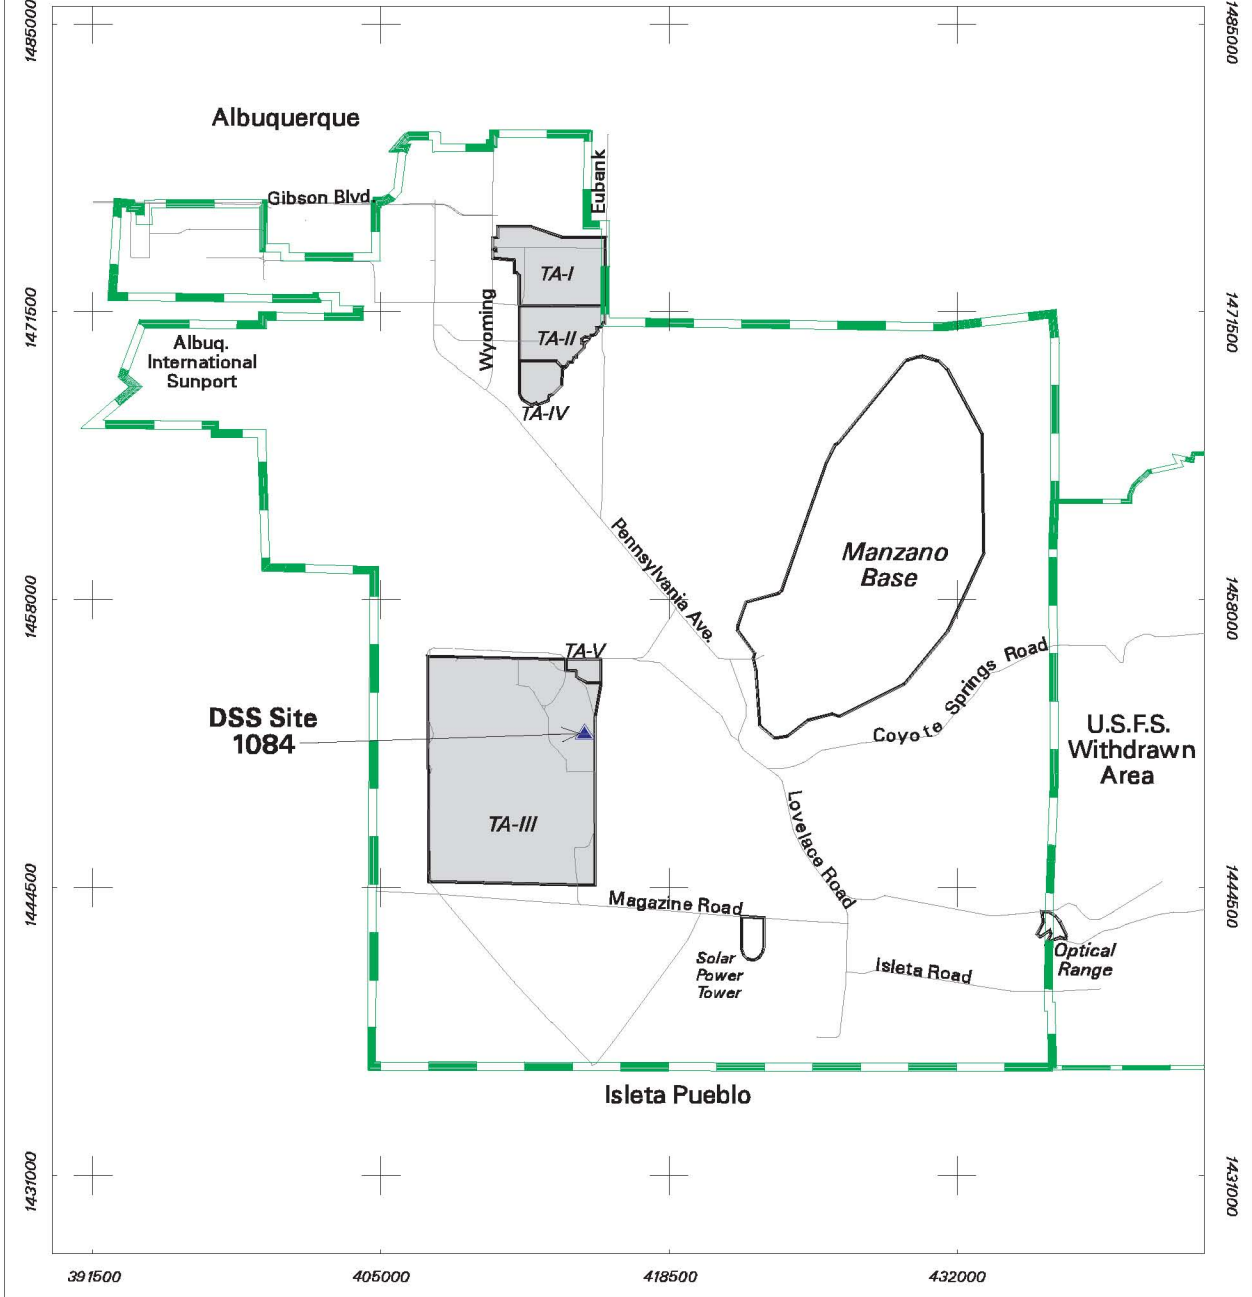 1485000
1485000
Albuquerque
Gibson Blvd.
Eubank
TA-I
Wyoming
TA-II
TA-IV
1471500
1471500
Albuq.
International
Sunport
Pennsylvania Ave.
Manzano
Base
1458000
1458000
TA-V
Coyote Springs Road
DSS Site
1084
U.S.F.S.
Withdrawn
Area
TA-III
Lovelace Road
1444500
1444500
Magazine Road
Solar
Power
Tower
Isleta Road
Optical
Range
Isleta Pueblo
1431000
1431000
391500
405000
418500
432000